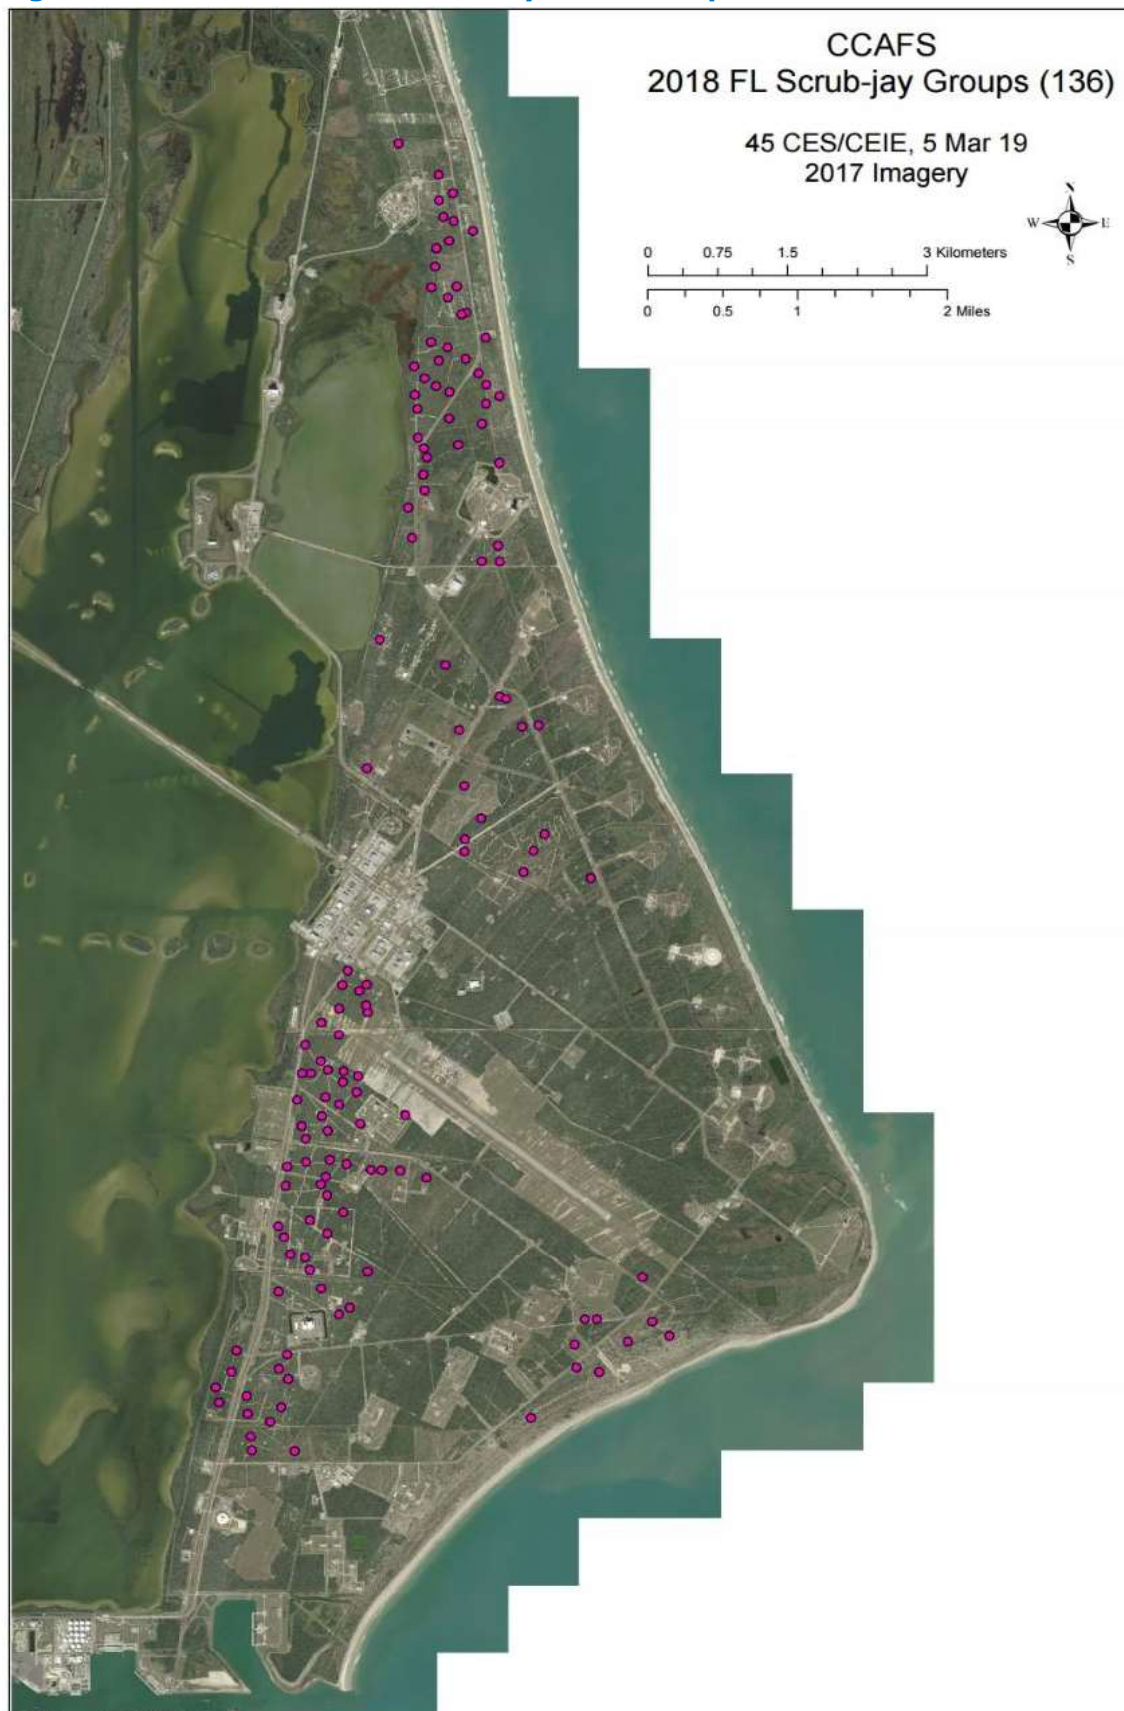 CCAFS
2018 FL Scrub-jay Groups (136)
45 CES/CEIE, 5 Mar 19
2017 Imagery
N
W E
S
0 0.75 1.5 3 Kilometers
0 0.5 1 2 Miles